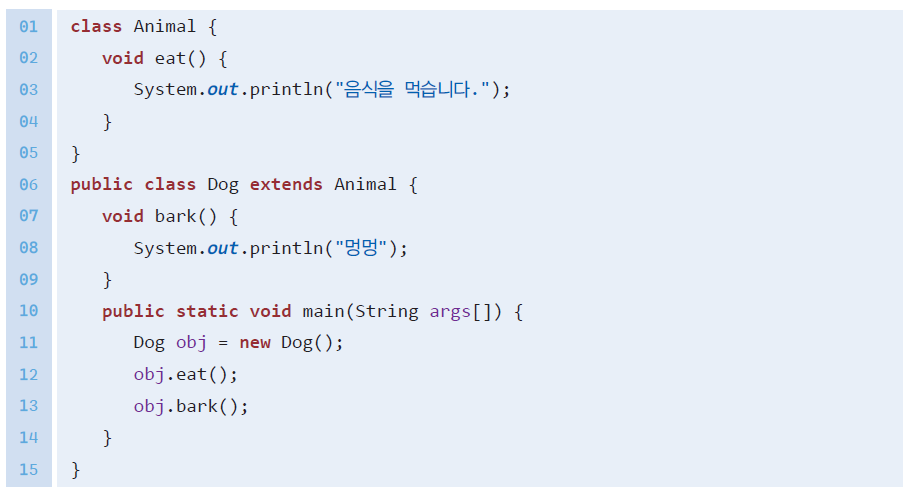 01 class Animal {
02    void eat() {
03       System.out.println("음식을 먹습니다.");
04    }
05 }
06 public class Dog extends Animal {
07    void bark() {
08       System.out.println("멍멍");
09    }
10    public static void main(String args[]) {
11       Dog obj = new Dog();
12       obj.eat();
13       obj.bark();
14    }
15 }